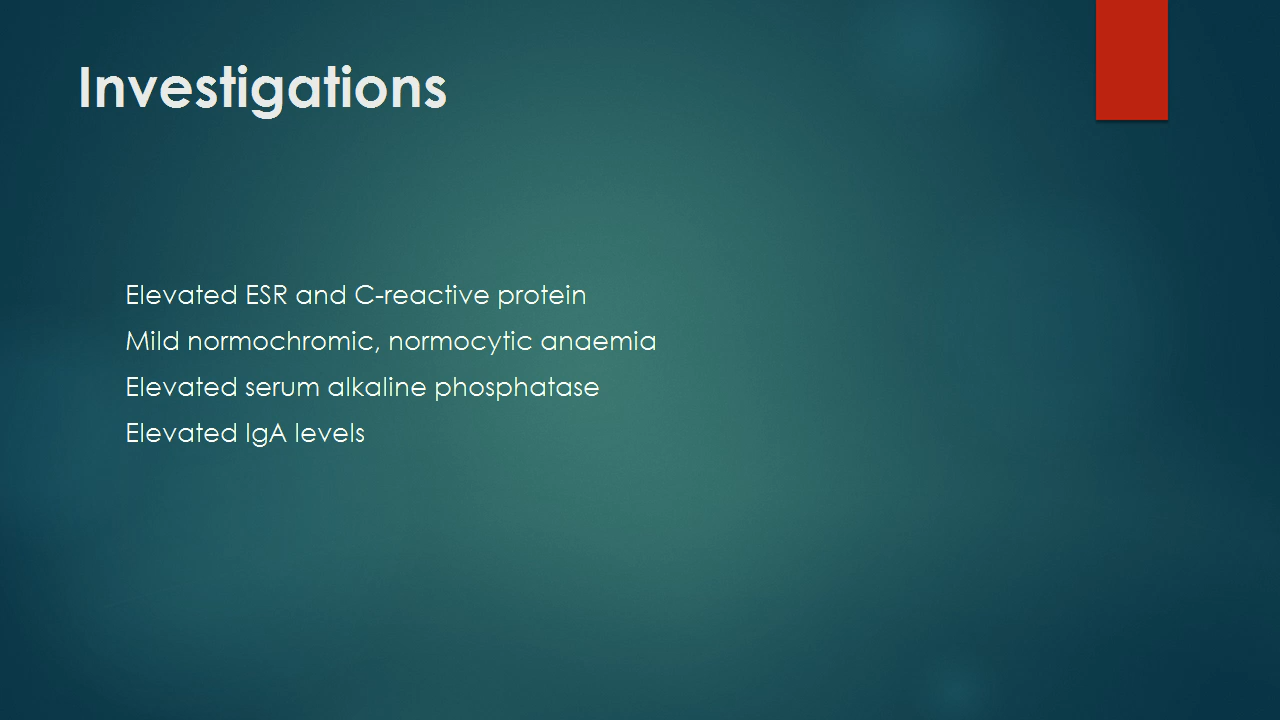 Investigations
Elevated ESR and C-reactive protein
Mild normochromic, normocytic anaemia
Elevated serum alkaline phosphatase
Elevated IgA levels